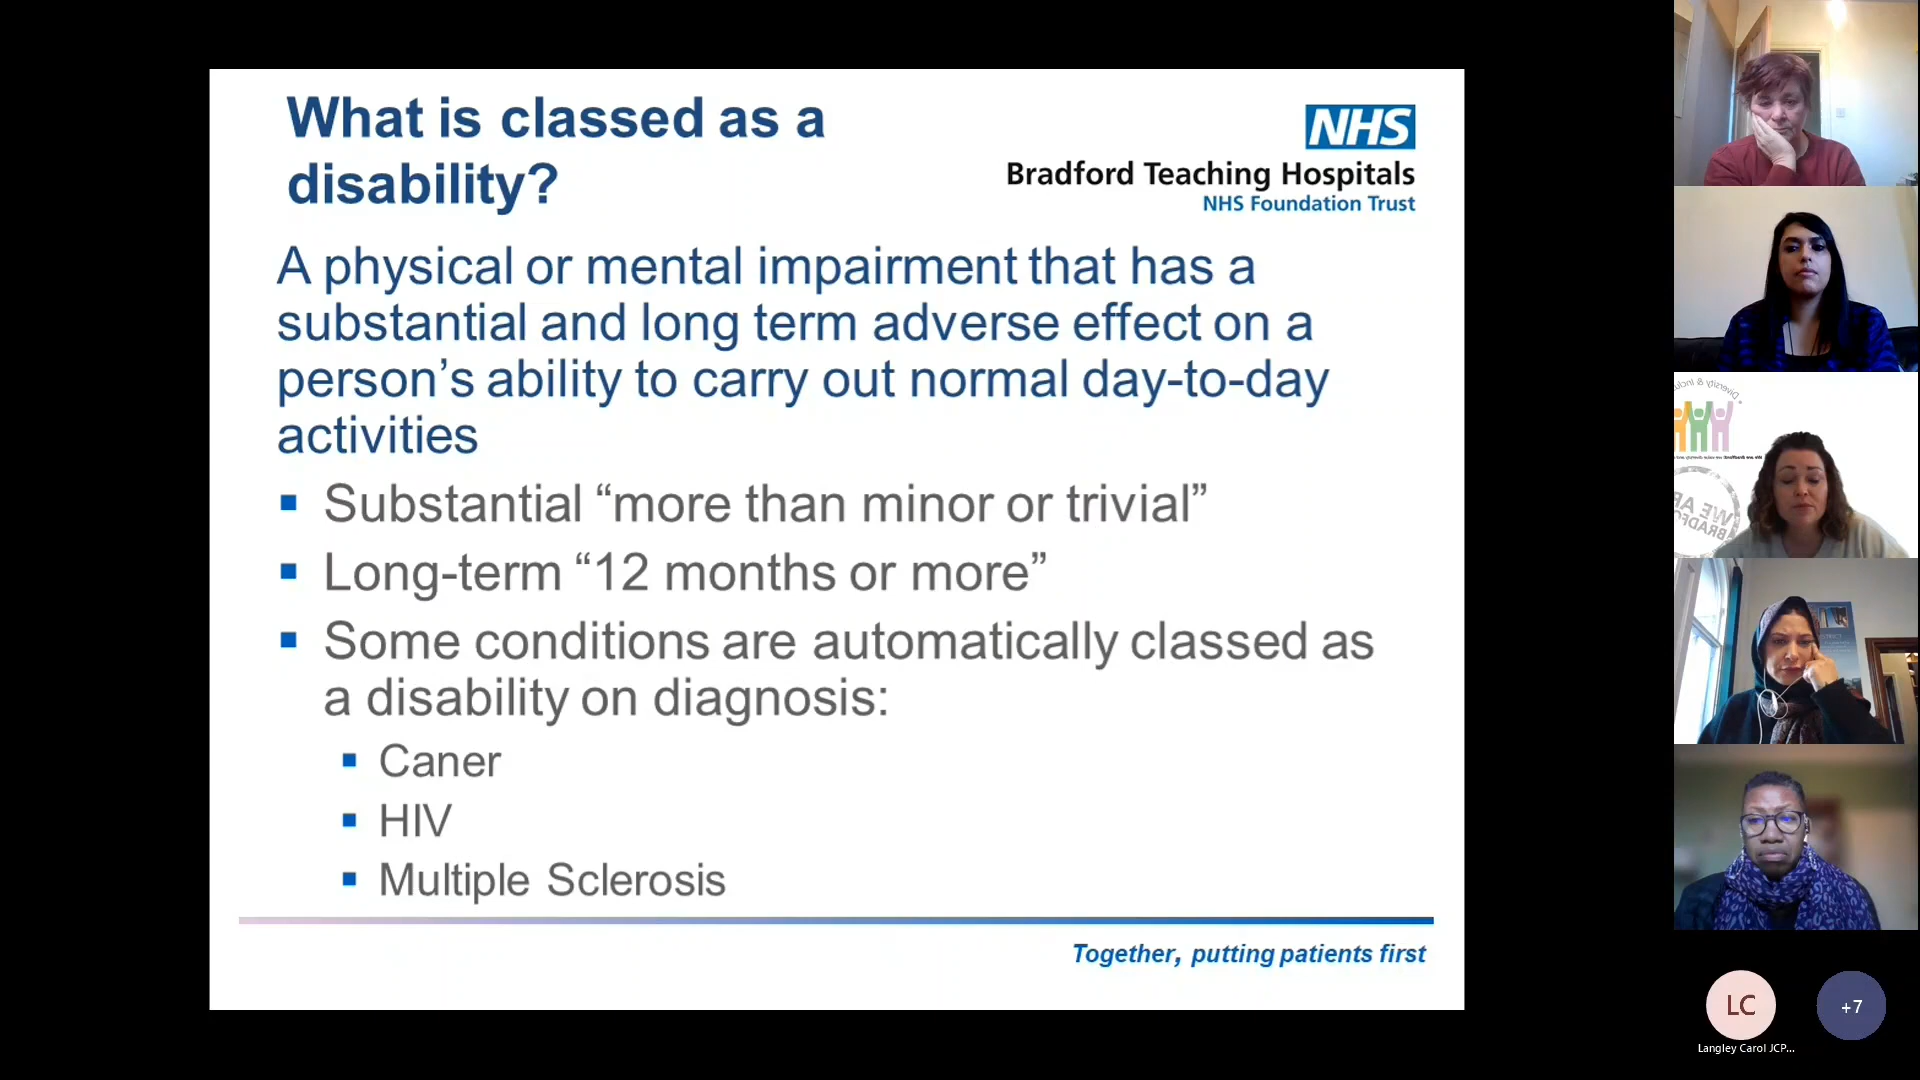 What is classed as a
disability?
NHS
Bradford Teaching Hospitals
NHS Foundation Trust
A physical or mental impairment that has a
substantial and long term adverse effect on a
person’s ability to carry out normal day-to-day
activities
▪ Substantial “more than minor or trivial”
▪ Long-term “12 months or more”
▪ Some conditions are automatically classed as
a disability on diagnosis:
▪ Caner
▪ HIV
▪ Multiple Sclerosis
Together, putting patients first
WE AR
BRADFO
LC
+7
Langley Carol JCP...